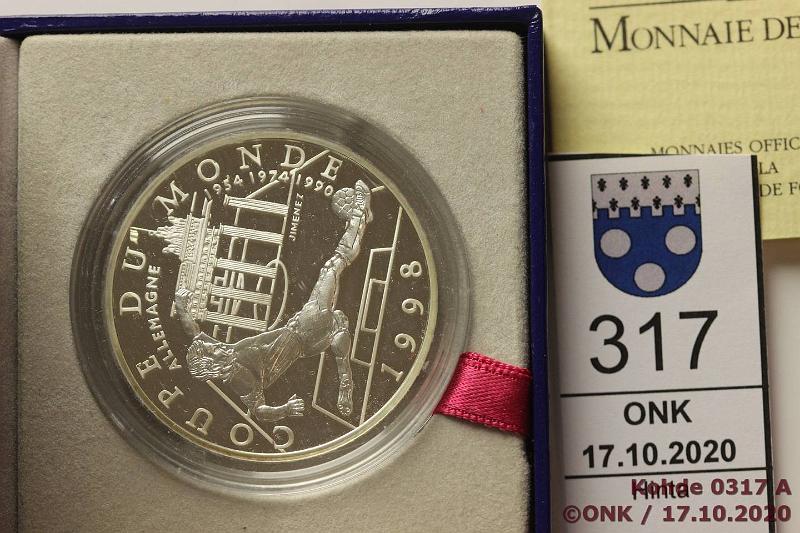 COUPE DU MONDE 1998
ALLEMAGNE
1954 1974 1990
JIMENEZ
MONNAIE DE
MONNAIES OFFIC
LA
DE FO
317
ONK
17.10.2020
Hinta
Kohde 0317 A
©ONK / 17.10.2020